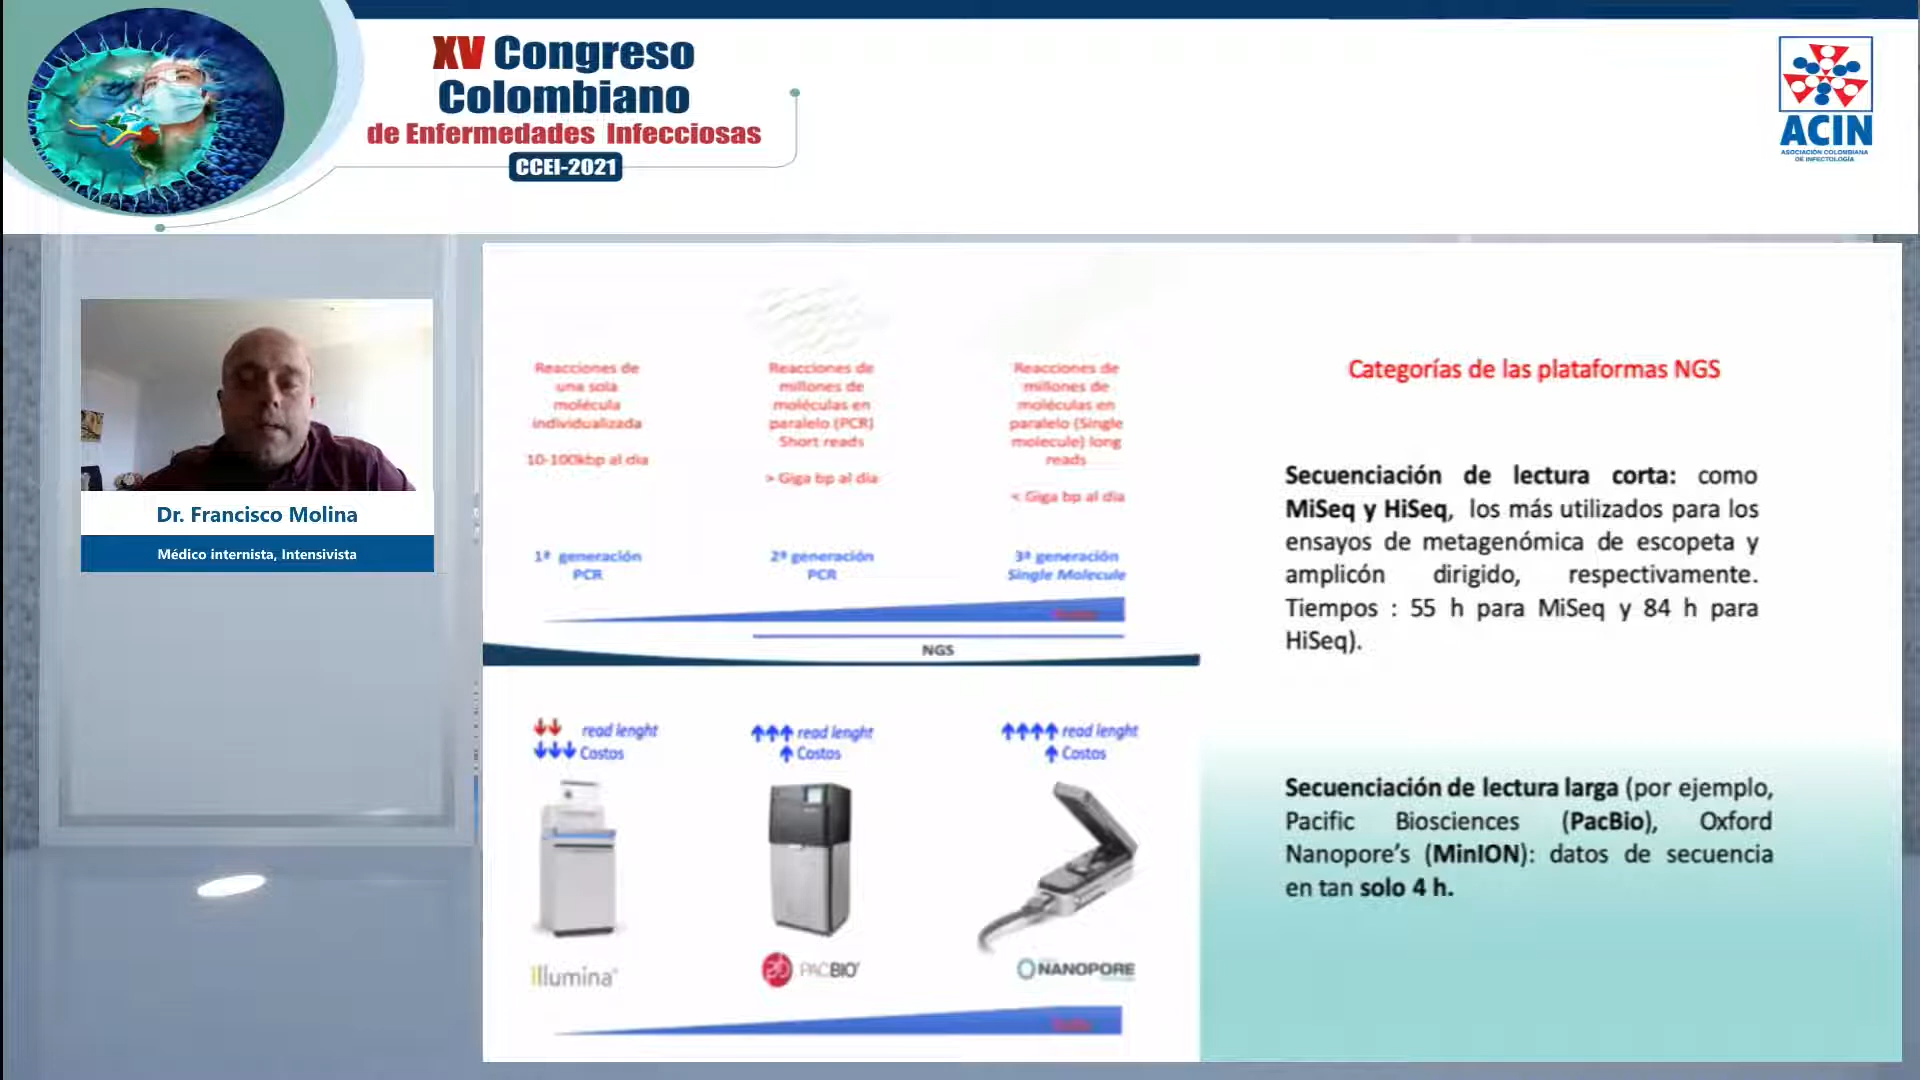 XV Congreso
Colombiano
de Enfermedades Infecciosas
CCEI-2021
ACIN
ASOCIACIÓN COLOMBIANA
DE INFECTOLOGÍA
Dr. Francisco Molina
Médico internista, Intensivista
Reacciones de
una sola
molécula
individualizada
10-100kbp al día
Reacciones de
millones de
moléculas en
paralelo (PCR)
Short reads
> Giga bp al día
Reacciones de
millones de
moléculas en
paralelo (Single
molecule) long
reads
< Giga bp al día
1ª generación
PCR
2ª generación
PCR
3ª generación
Single Molecule
NGS
read lenght
Costos
read lenght
Costos
read lenght
Costos
illumina®
PACBIO®
NANOPORE
Categorías de las plataformas NGS
Secuenciación de lectura corta: como
MiSeq y HiSeq, los más utilizados para los
ensayos de metagenómica de escopeta y
amplicón dirigido, respectivamente.
Tiempos : 55 h para MiSeq y 84 h para
HiSeq).
Secuenciación de lectura larga (por ejemplo,
Pacific Biosciences (PacBio), Oxford
Nanopore's (MinION): datos de secuencia
en tan solo 4 h.